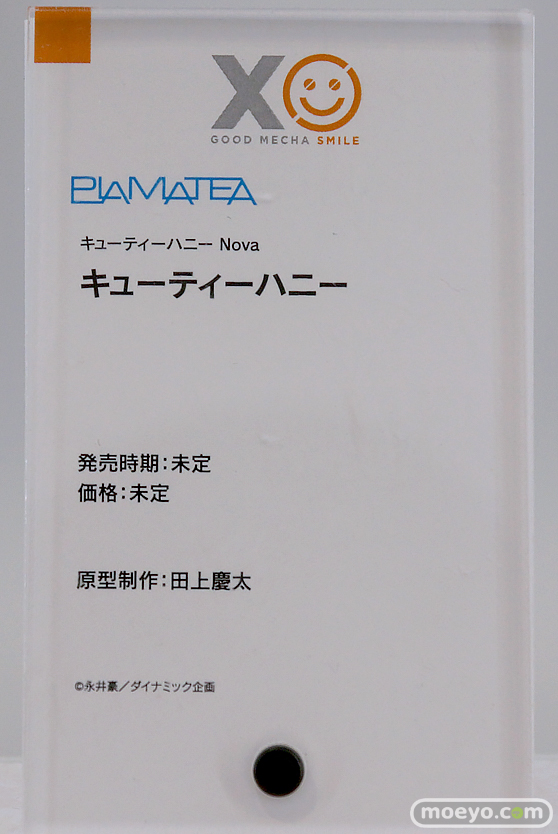 XO
GOOD MECHA SMILE
PLAMATEA
キューティーハニー Nova
キューティーハニー
発売時期：未定
価格：未定
原型制作：田上慶太
©永井豪／ダイナミック企画
moeyo.com